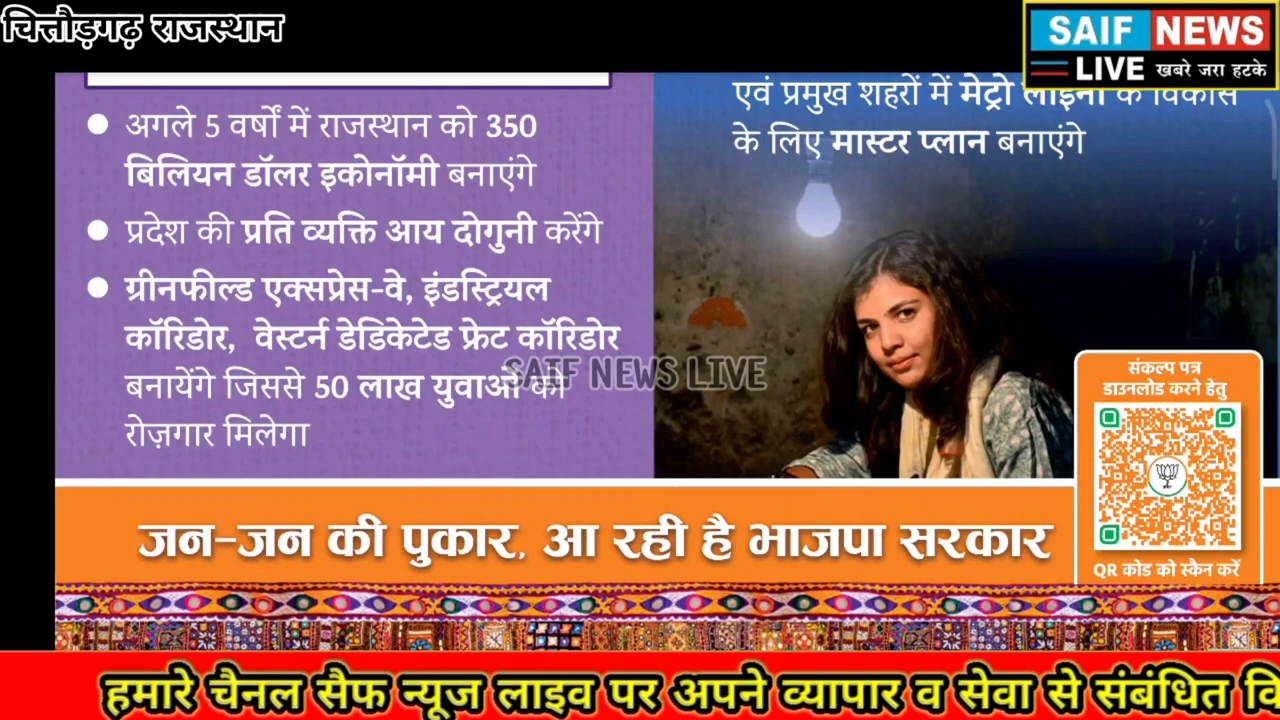 चित्तौड़गढ़ राजस्थान
SAIF NEWS
LIVE खबरे जरा हटके
अगले 5 वर्षों में राजस्थान को 350
बिलियन डॉलर इकोनॉमी बनाएंगे
प्रदेश की प्रति व्यक्ति आय दोगुनी करेंगे
ग्रीनफील्ड एक्सप्रेस-वे, इंडस्ट्रियल
कॉरिडोर, वेस्टर्न डेडिकेटेड फ्रेट कॉरिडोर
बनायेंगे जिससे 50 लाख युवाओं को
रोज़गार मिलेगा
एवं प्रमुख शहरों में मेट्रो लाइनों के विकास
के लिए मास्टर प्लान बनाएंगे
SAIF NEWS LIVE
संकल्प पत्र
डाउनलोड करने हेतु
QR कोड को स्कैन करें
जन-जन की पुकार, आ रही है भाजपा सरकार
हमारे चैनल सैफ न्यूज लाइव पर अपने व्यापार व सेवा से संबंधित